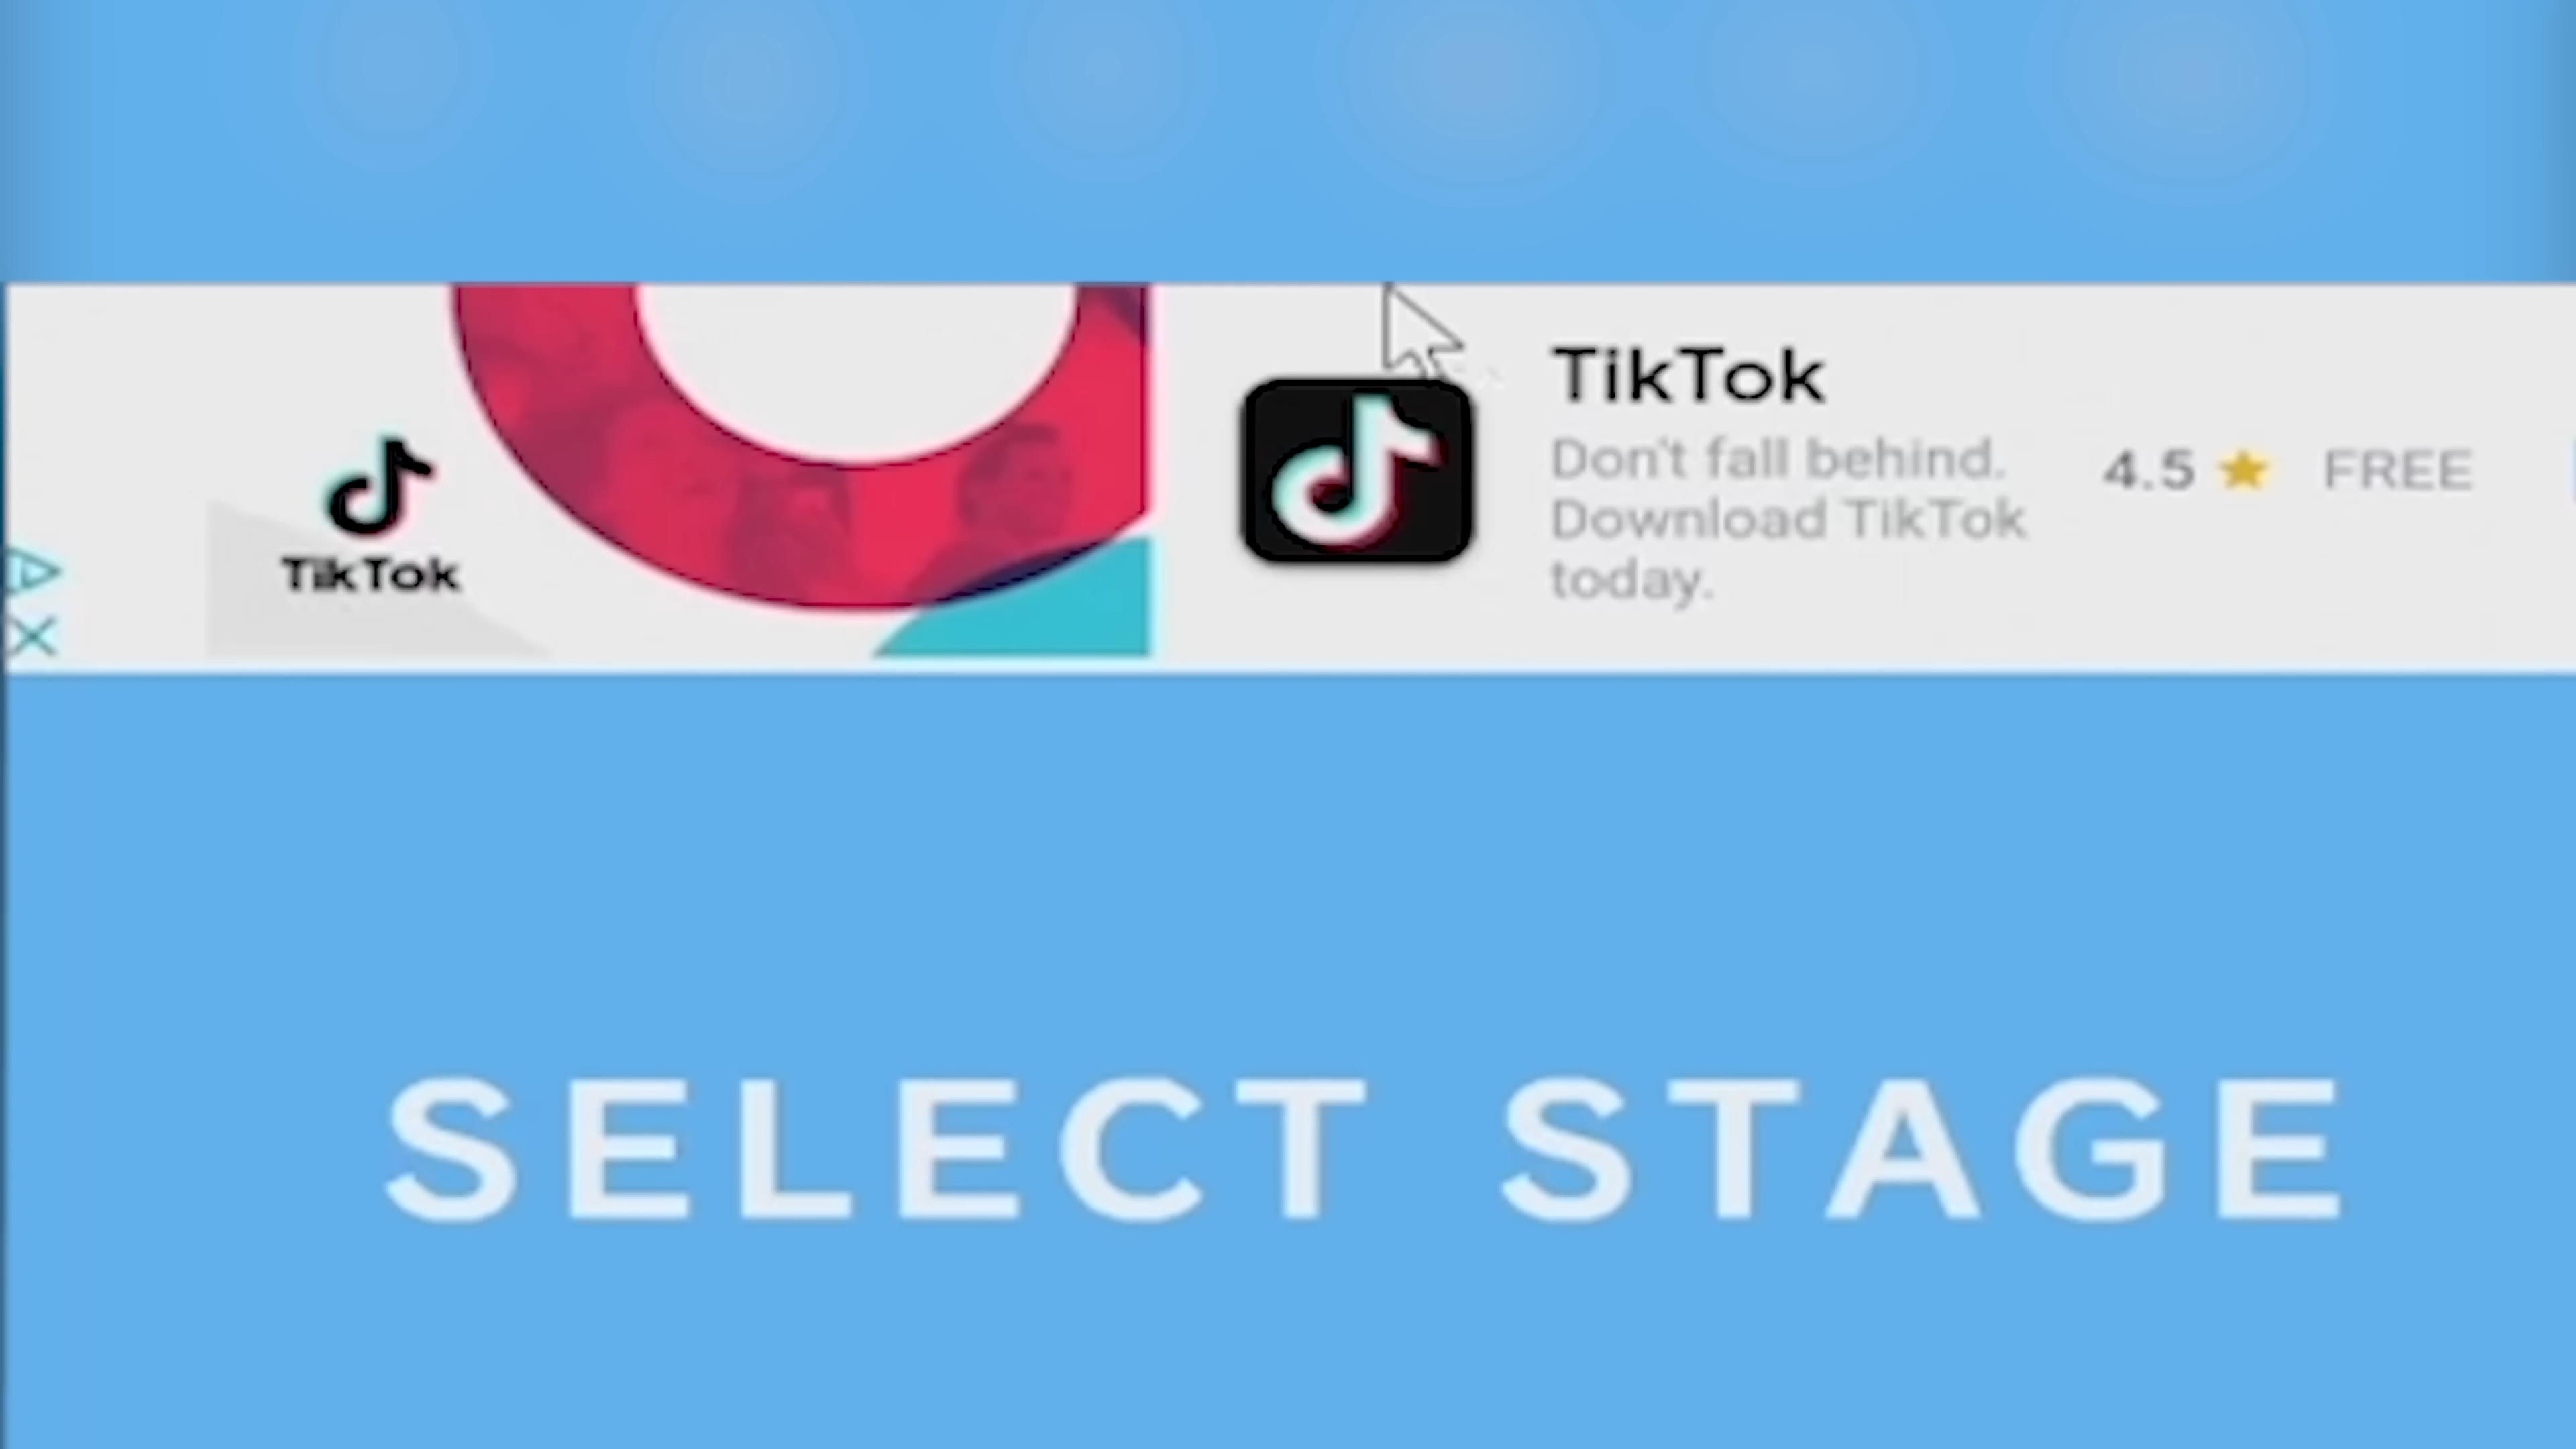 TikTok
TikTok
Don't fall behind.
Download TikTok
today.
4.5 ★ FREE
SELECT STAGE